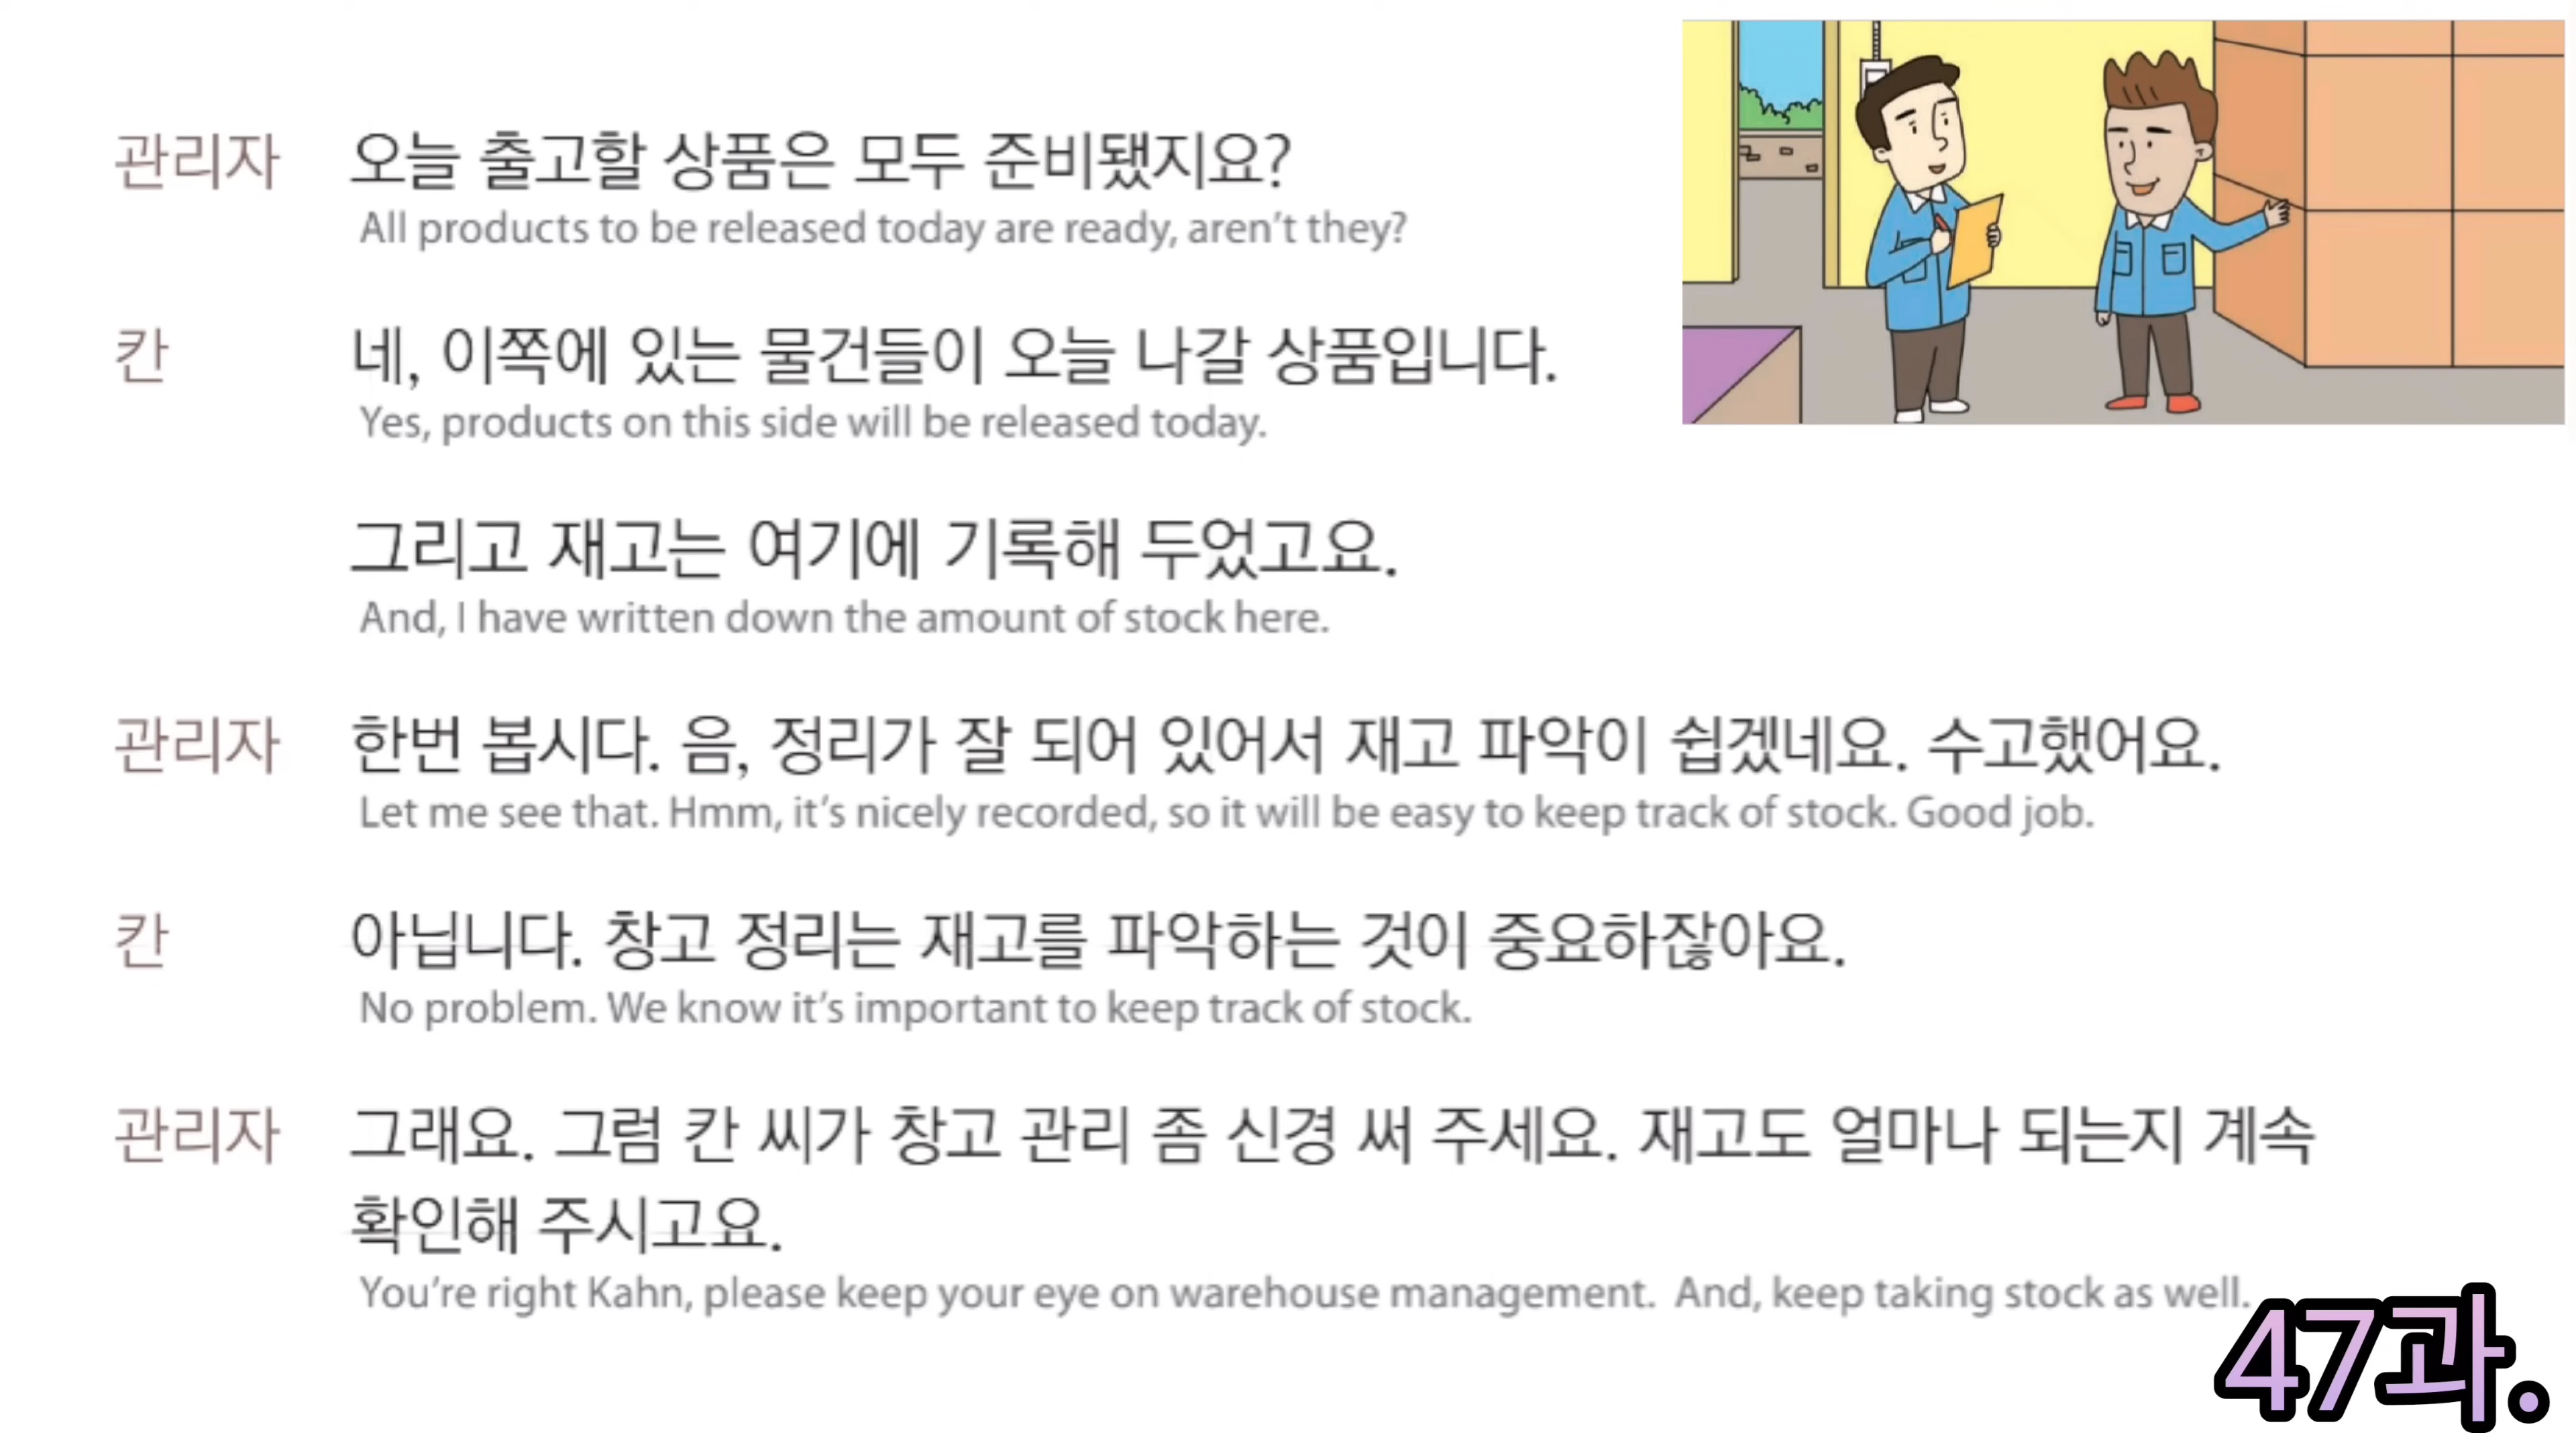 관리자 오늘 출고할 상품은 모두 준비됐지요?
All products to be released today are ready, aren't they?
칸 네, 이쪽에 있는 물건들이 오늘 나갈 상품입니다.
Yes, products on this side will be released today.
그리고 재고는 여기에 기록해 두었고요.
And, I have written down the amount of stock here.
관리자 한번 봅시다. 음, 정리가 잘 되어 있어서 재고 파악이 쉽겠네요. 수고했어요.
Let me see that. Hmm, it's nicely recorded, so it will be easy to keep track of stock. Good job.
칸 아닙니다. 창고 정리는 재고를 파악하는 것이 중요하잖아요.
No problem. We know it's important to keep track of stock.
관리자 그래요. 그럼 칸 씨가 창고 관리 좀 신경 써 주세요. 재고도 얼마나 되는지 계속
확인해 주시고요.
You're right Kahn, please keep your eye on warehouse management. And, keep taking stock as well.
47과.